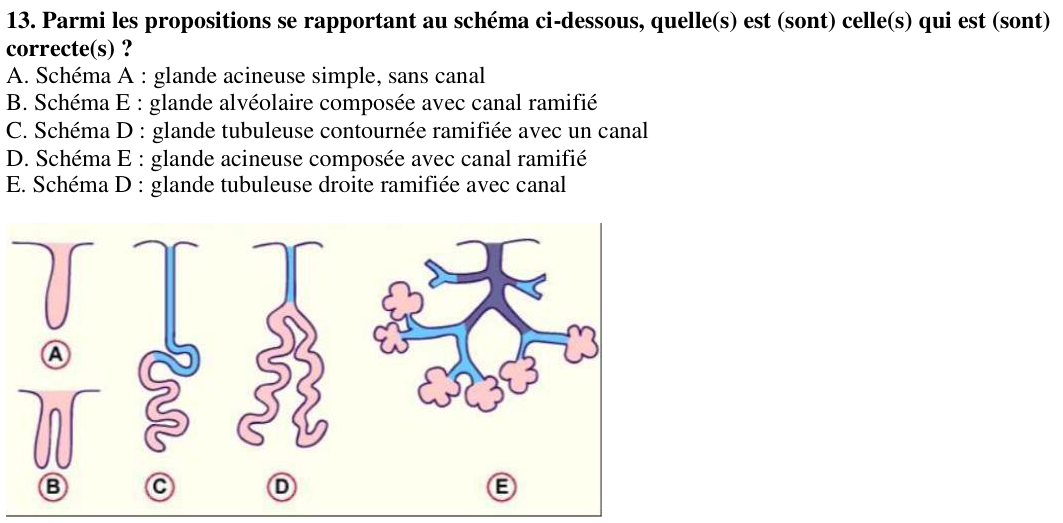 13. Parmi les propositions se rapportant au schéma ci-dessous, quelle(s) est (sont) celle(s) qui est (sont)
correcte(s) ?
A. Schéma A : glande acineuse simple, sans canal
B. Schéma E : glande alvéolaire composée avec canal ramifié
C. Schéma D : glande tubuleuse contournée ramifiée avec un canal
D. Schéma E : glande acineuse composée avec canal ramifié
E. Schéma D : glande tubuleuse droite ramifiée avec canal
A
B
C
D
E